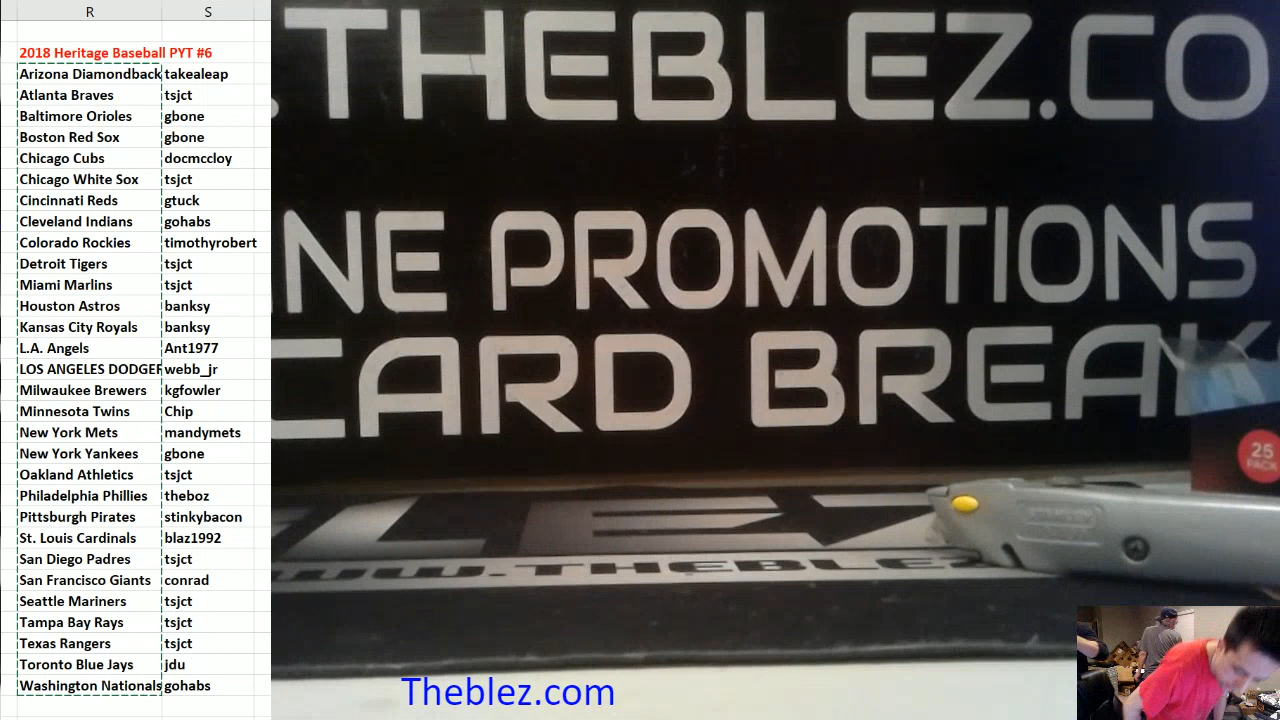 R S
2018 Heritage Baseball PYT #6
Arizona Diamondback takealeap
Atlanta Braves tsjct
Baltimore Orioles gbone
Boston Red Sox gbone
Chicago Cubs docmccloy
Chicago White Sox tsjct
Cincinnati Reds gtuck
Cleveland Indians gohabs
Colorado Rockies timothyrobert
Detroit Tigers tsjct
Miami Marlins tsjct
Houston Astros banksy
Kansas City Royals banksy
L.A. Angels Ant1977
LOS ANGELES DODGER webb_jr
Milwaukee Brewers kgfowler
Minnesota Twins Chip
New York Mets mandymets
New York Yankees gbone
Oakland Athletics tsjct
Philadelphia Phillies theboz
Pittsburgh Pirates stinkybacon
St. Louis Cardinals blaz1992
San Diego Padres tsjct
San Francisco Giants conrad
Seattle Mariners tsjct
Tampa Bay Rays tsjct
Texas Rangers tsjct
Toronto Blue Jays jdu
Washington Nationals gohabs
.THEBLEZ.CO
INE PROMOTIONS
CARD BREAK
LEZ
www.THEBLEZ
25
PACK
Theblez.com